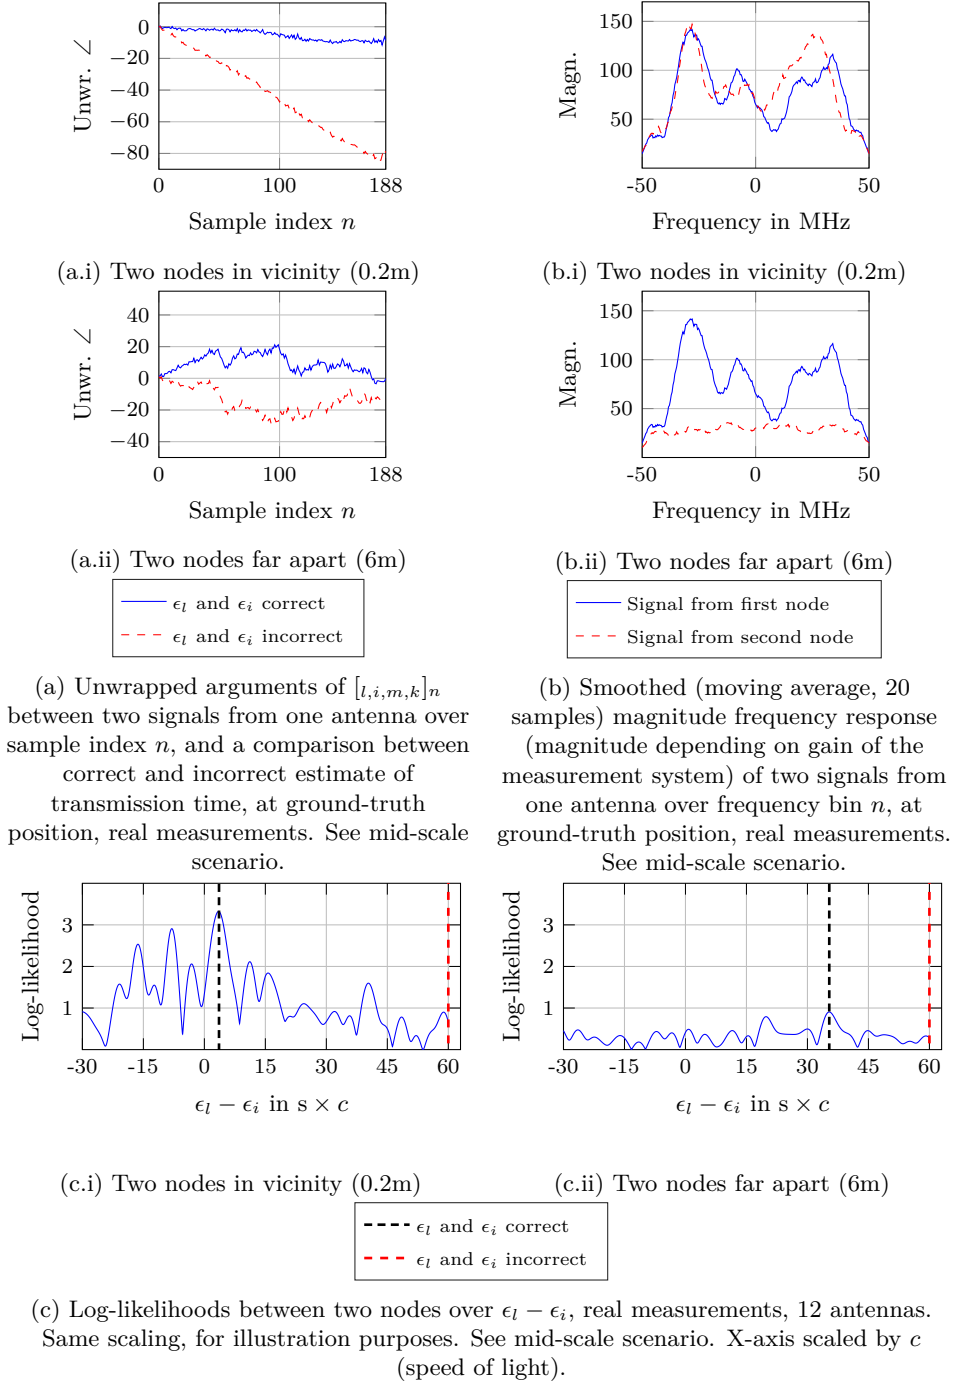 0
−20
−40
−60
−80
Unwr. ∠
0
100
188
Sample index n
(a.i) Two nodes in vicinity (0.2m)
150
100
50
Magn.
-50
0
50
Frequency in MHz
(b.i) Two nodes in vicinity (0.2m)
40
20
0
−20
−40
Unwr. ∠
0
100
188
Sample index n
(a.ii) Two nodes far apart (6m)
150
100
50
Magn.
-50
0
50
Frequency in MHz
(b.ii) Two nodes far apart (6m)
ϵl and ϵi correct
ϵl and ϵi incorrect
Signal from first node
Signal from second node
(a) Unwrapped arguments of [l,i,m,k]n
between two signals from one antenna over
sample index n, and a comparison between
correct and incorrect estimate of
transmission time, at ground-truth
position, real measurements. See mid-scale
scenario.
(b) Smoothed (moving average, 20
samples) magnitude frequency response
(magnitude depending on gain of the
measurement system) of two signals from
one antenna over frequency bin n, at
ground-truth position, real measurements.
See mid-scale scenario.
3
2
1
Log-likelihood
-30
-15
0
15
30
45
60
ϵl − ϵi in s × c
(c.i) Two nodes in vicinity (0.2m)
3
2
1
Log-likelihood
-30
-15
0
15
30
45
60
ϵl − ϵi in s × c
(c.ii) Two nodes far apart (6m)
ϵl and ϵi correct
ϵl and ϵi incorrect
(c) Log-likelihoods between two nodes over ϵl − ϵi, real measurements, 12 antennas.
Same scaling, for illustration purposes. See mid-scale scenario. X-axis scaled by c
(speed of light).